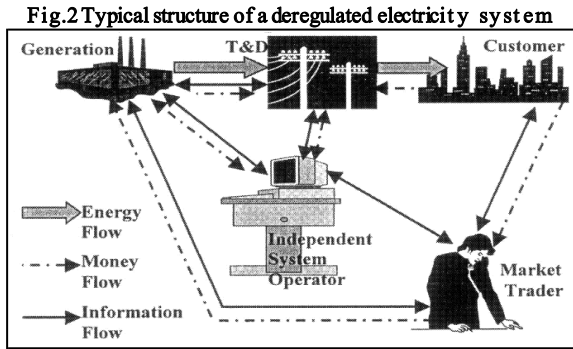 Fig.2 Typical structure of a deregulated electricity system
Generation
T&D
Customer
Energy
Flow
Money
Flow
Information
Flow
Independent
System
Operator
Market
Trader